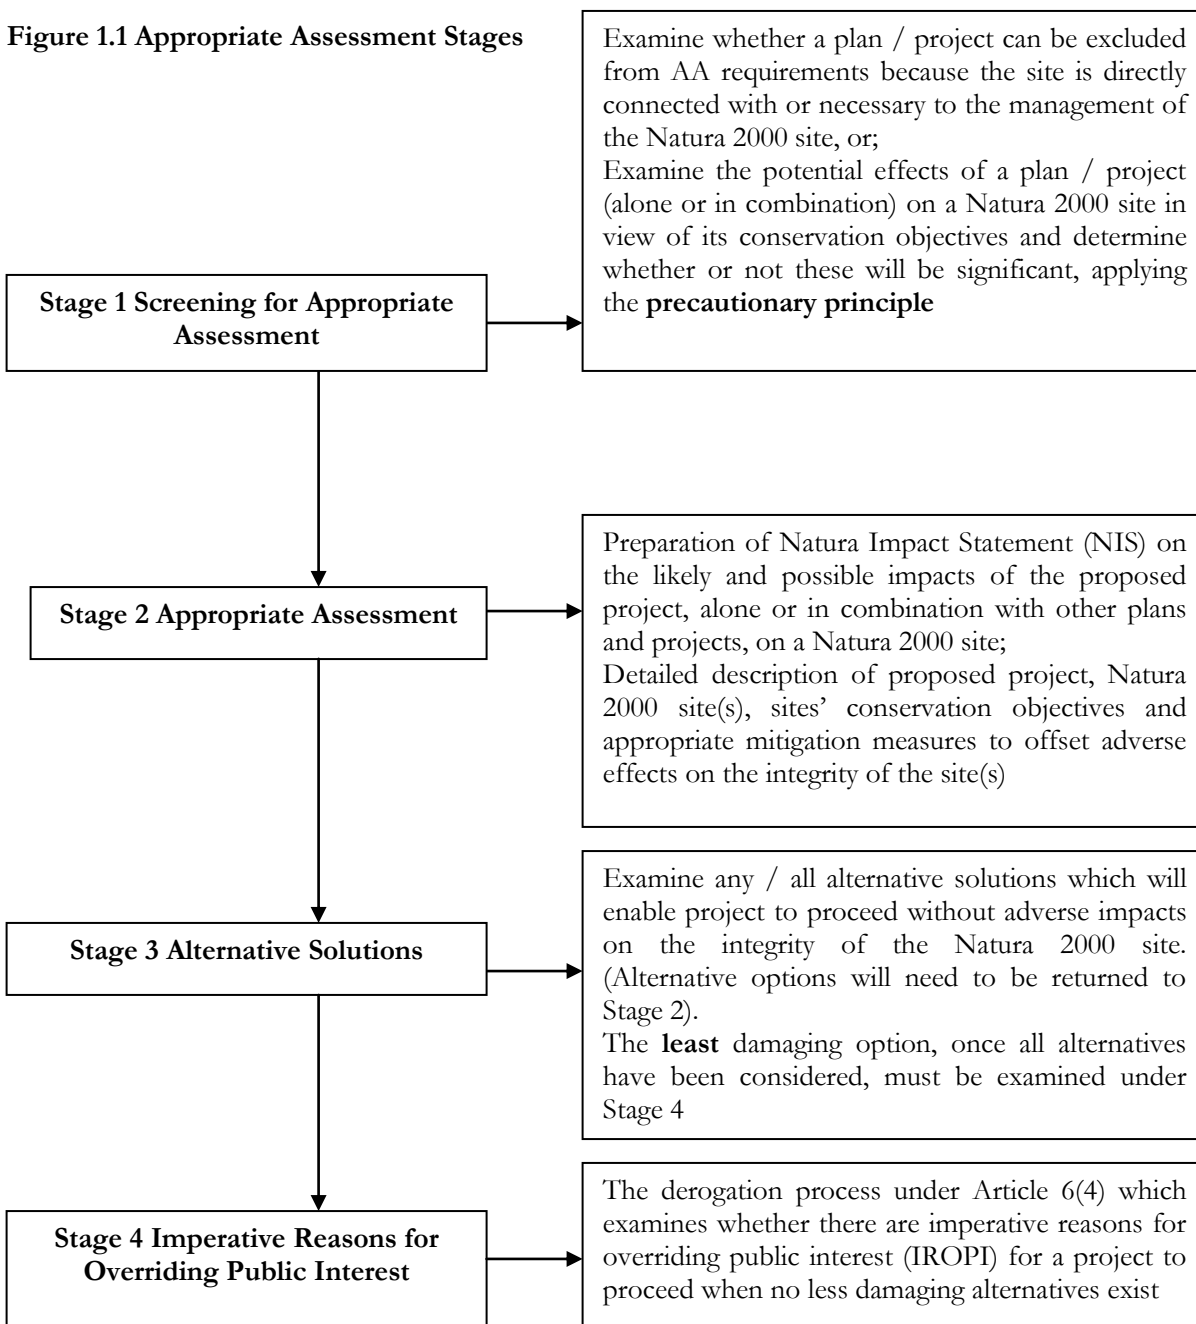 Figure 1.1 Appropriate Assessment Stages
Examine whether a plan / project can be excluded
from AA requirements because the site is directly
connected with or necessary to the management of
the Natura 2000 site, or;
Examine the potential effects of a plan / project
(alone or in combination) on a Natura 2000 site in
view of its conservation objectives and determine
whether or not these will be significant, applying
the precautionary principle
Stage 1 Screening for Appropriate
Assessment
Preparation of Natura Impact Statement (NIS) on
the likely and possible impacts of the proposed
project, alone or in combination with other plans
and projects, on a Natura 2000 site;
Detailed description of proposed project, Natura
2000 site(s), sites’ conservation objectives and
appropriate mitigation measures to offset adverse
effects on the integrity of the site(s)
Stage 2 Appropriate Assessment
Examine any / all alternative solutions which will
enable project to proceed without adverse impacts
on the integrity of the Natura 2000 site.
(Alternative options will need to be returned to
Stage 2).
The least damaging option, once all alternatives
have been considered, must be examined under
Stage 4
Stage 3 Alternative Solutions
The derogation process under Article 6(4) which
examines whether there are imperative reasons for
overriding public interest (IROPI) for a project to
proceed when no less damaging alternatives exist
Stage 4 Imperative Reasons for
Overriding Public Interest